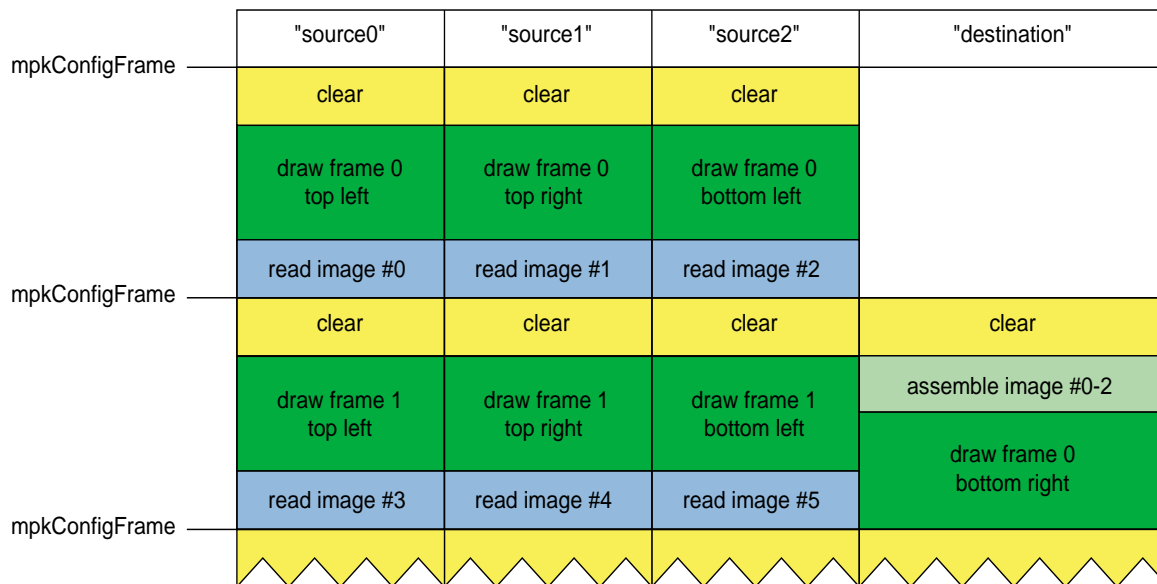 "source0" "source1" "source2" "destination"
mpkConfigFrame
clear clear clear
draw frame 0 draw frame 0 draw frame 0
top left top right bottom left
read image #0 read image #1 read image #2
mpkConfigFrame
clear clear clear clear
assemble image #0-2
draw frame 1 draw frame 1 draw frame 1
top left top right bottom left
draw frame 0
bottom right
read image #3 read image #4 read image #5
mpkConfigFrame